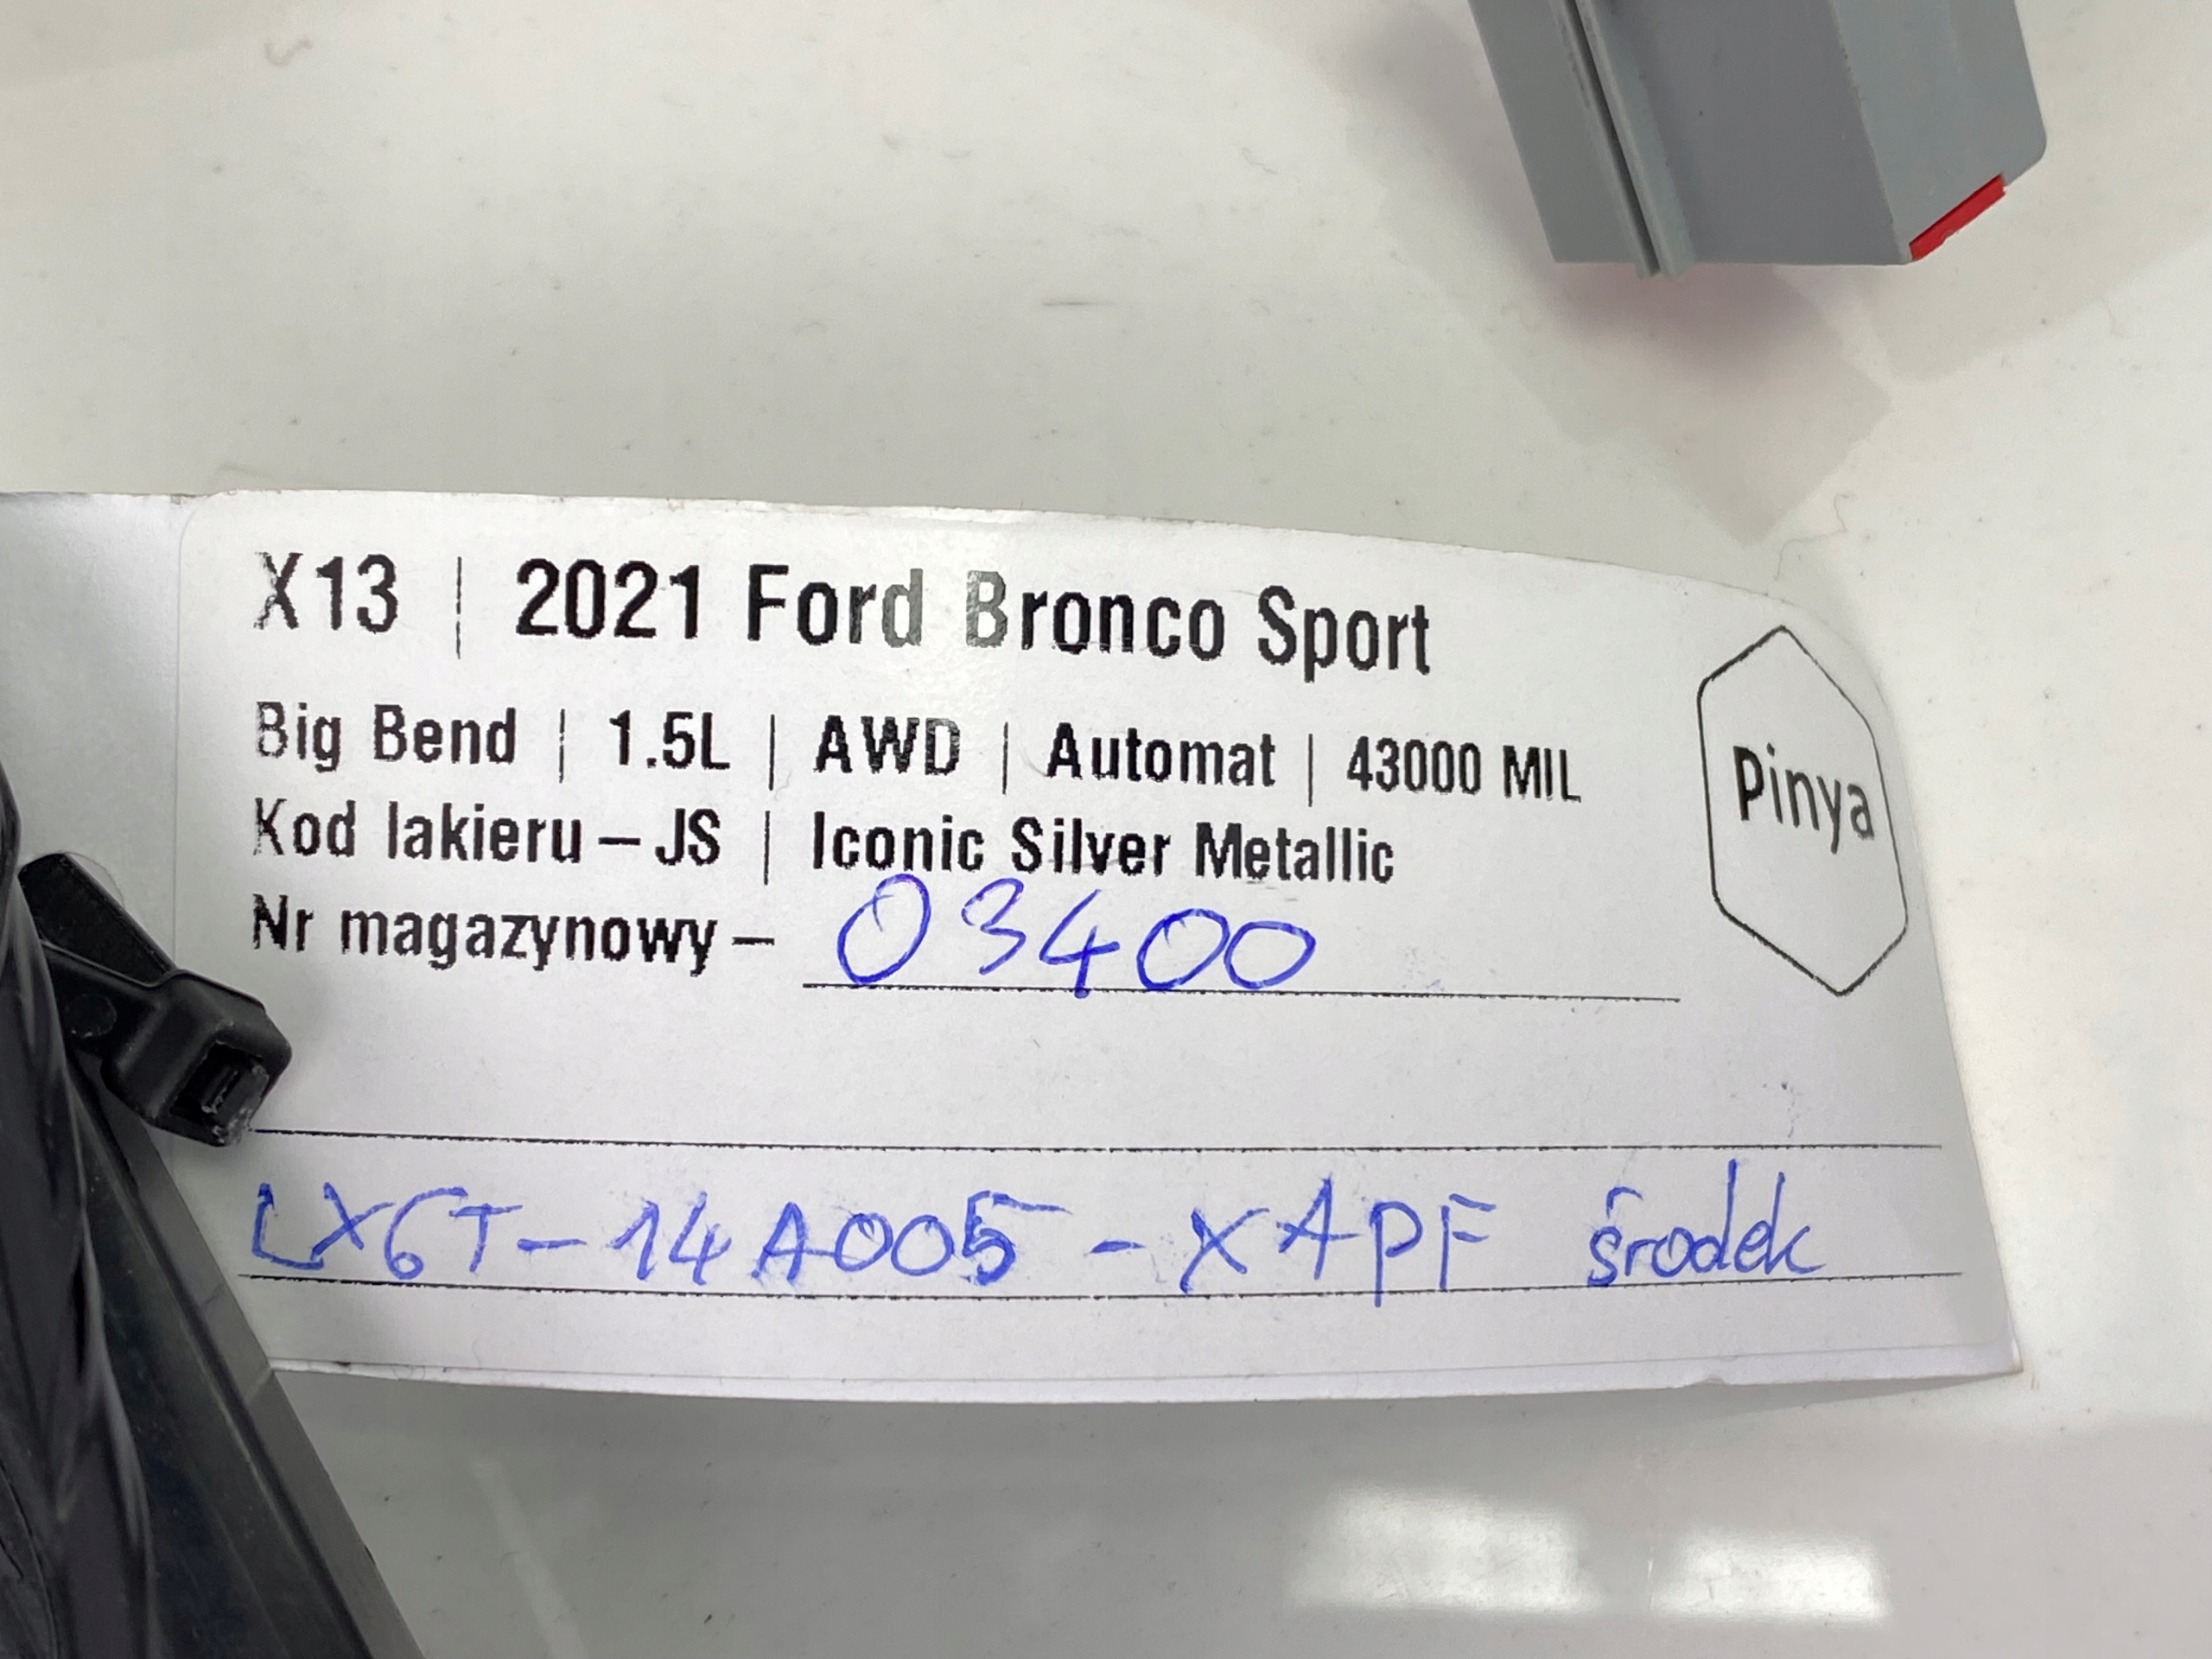 X13 | 2021 Ford Bronco Sport
Big Bend | 1.5L | AWD | Automat | 43000 MIL
Kod lakieru – JS | Iconic Silver Metallic
Nr magazynowy – 03400
Pinya
LX6T-14A005-XAPF środek